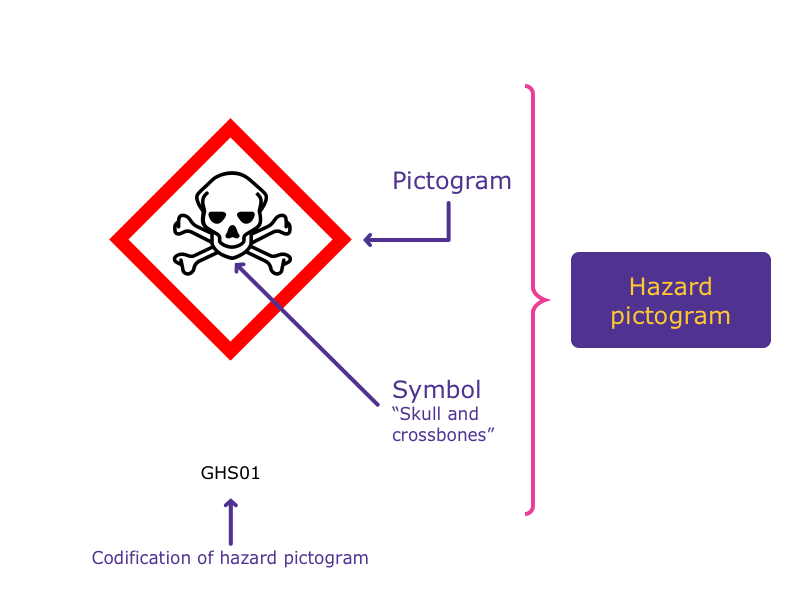 Pictogram
Hazard
pictogram
Symbol
“Skull and
crossbones”
GHS01
Codification of hazard pictogram